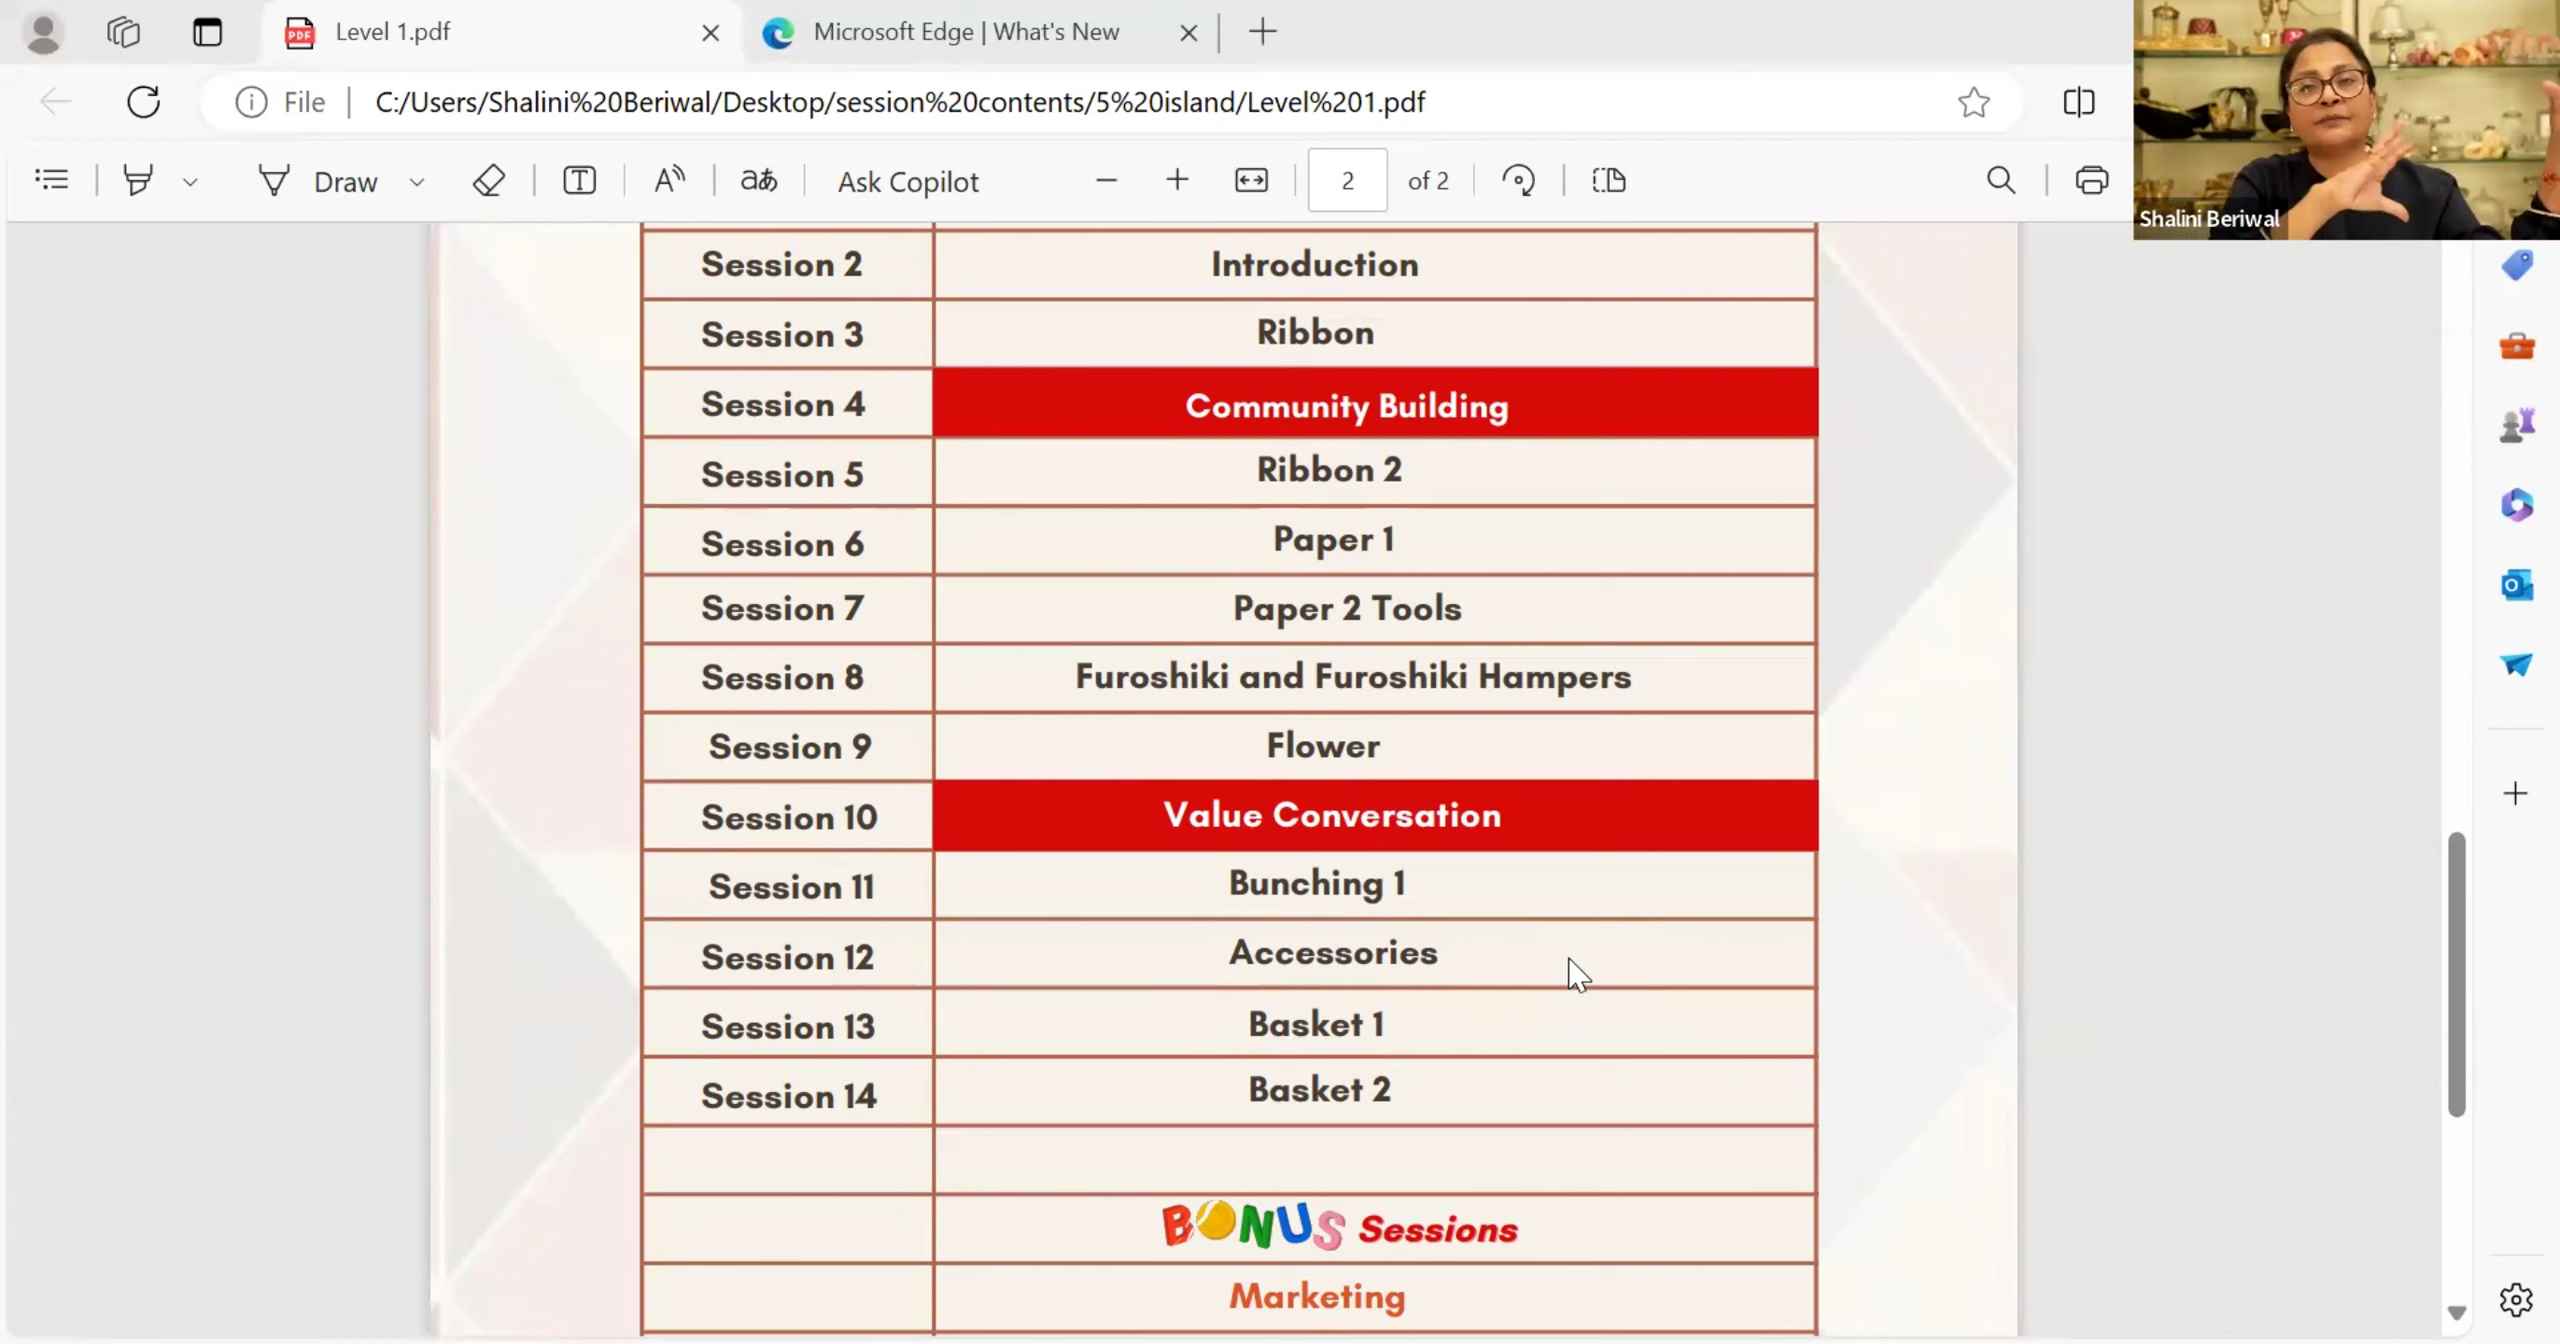 Level 1.pdf
Microsoft Edge | What's New
File
C:/Users/Shalini%20Beriwal/Desktop/session%20contents/5%20island/Level%201.pdf
Draw
Ask Copilot
2 of 2
Shalini Beriwal
Session 2 Introduction
Session 3 Ribbon
Session 4 Community Building
Session 5 Ribbon 2
Session 6 Paper 1
Session 7 Paper 2 Tools
Session 8 Furoshiki and Furoshiki Hampers
Session 9 Flower
Session 10 Value Conversation
Session 11 Bunching 1
Session 12 Accessories
Session 13 Basket 1
Session 14 Basket 2
BONUS Sessions
Marketing